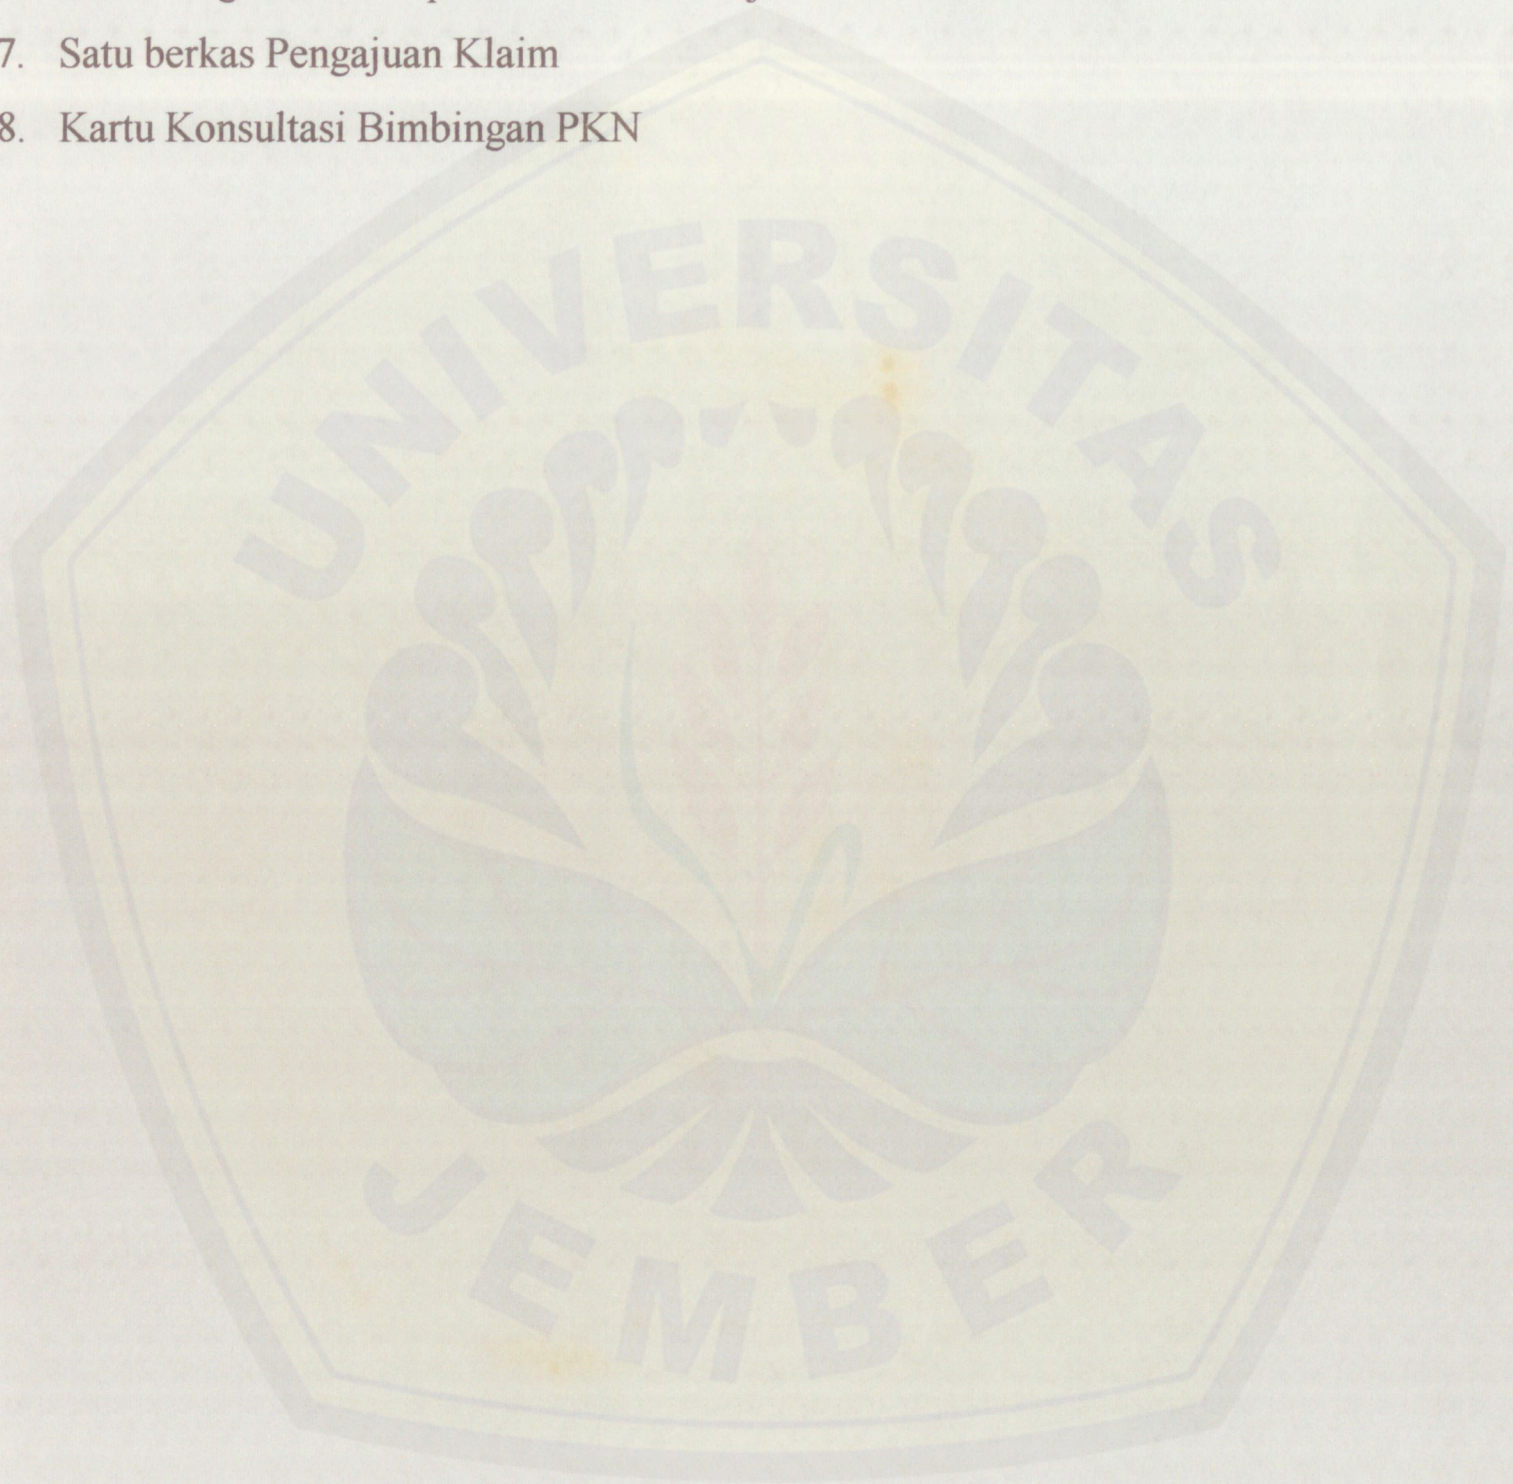 7. Satu berkas Pengajuan Klaim
8. Kartu Konsultasi Bimbingan PKN
UNIVERSITAS
JEMBER